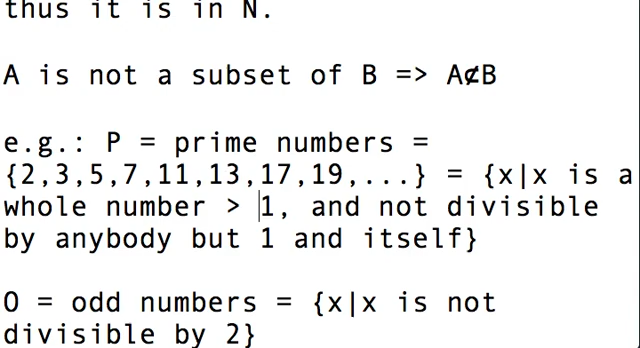 thus it is in N.
A is not a subset of B => A⊄B
e.g.: P = prime numbers =
{2,3,5,7,11,13,17,19,...} = {x|x is a
whole number > 1, and not divisible
by anybody but 1 and itself}
O = odd numbers = {x|x is not
divisible by 2}